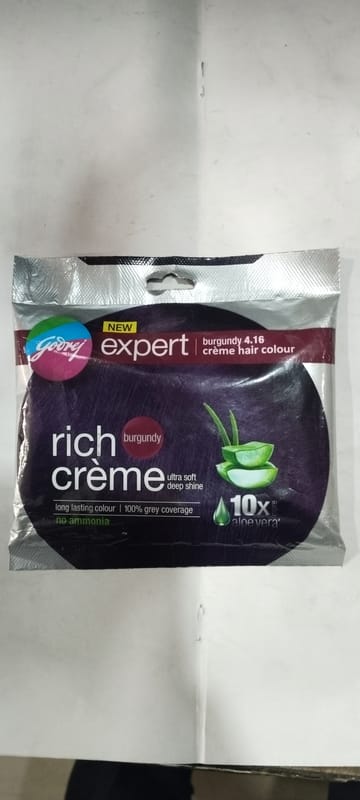 Godrej
NEW
expert
burgundy 4.16
crème hair colour
rich
crème
burgundy
ultra soft
deep shine
long lasting colour | 100% grey coverage
no ammonia
10x
aloe vera*